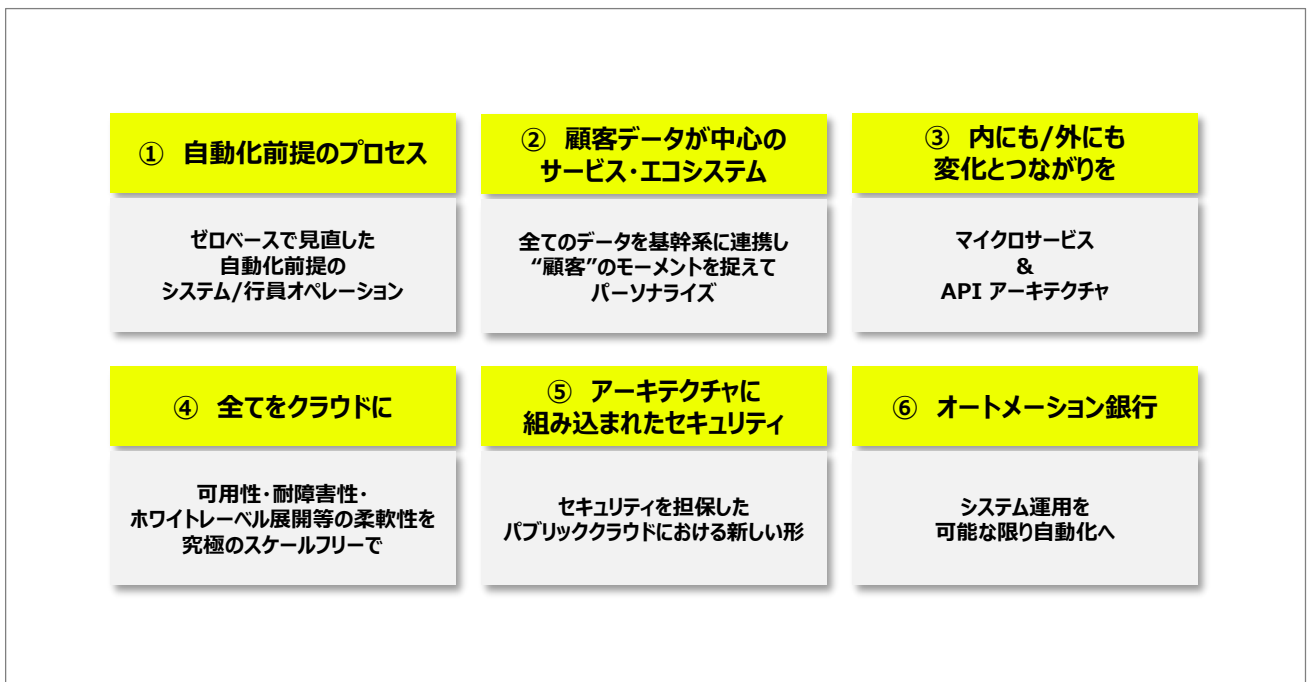 ① 自動化前提のプロセス
ゼロベースで見直した
自動化前提の
システム/行員オペレーション
② 顧客データが中心の
サービス・エコシステム
全てのデータを基幹系に連携し
“顧客”のモーメントを捉えて
パーソナライズ
③ 内にも/外にも
変化とつながりを
マイクロサービス
&
API アーキテクチャ
④ 全てをクラウドに
可用性・耐障害性・
ホワイトレーベル展開等の柔軟性を
究極のスケールフリーで
⑤ アーキテクチャに
組み込まれたセキュリティ
セキュリティを担保した
パブリッククラウドにおける新しい形
⑥ オートメーション銀行
システム運用を
可能な限り自動化へ